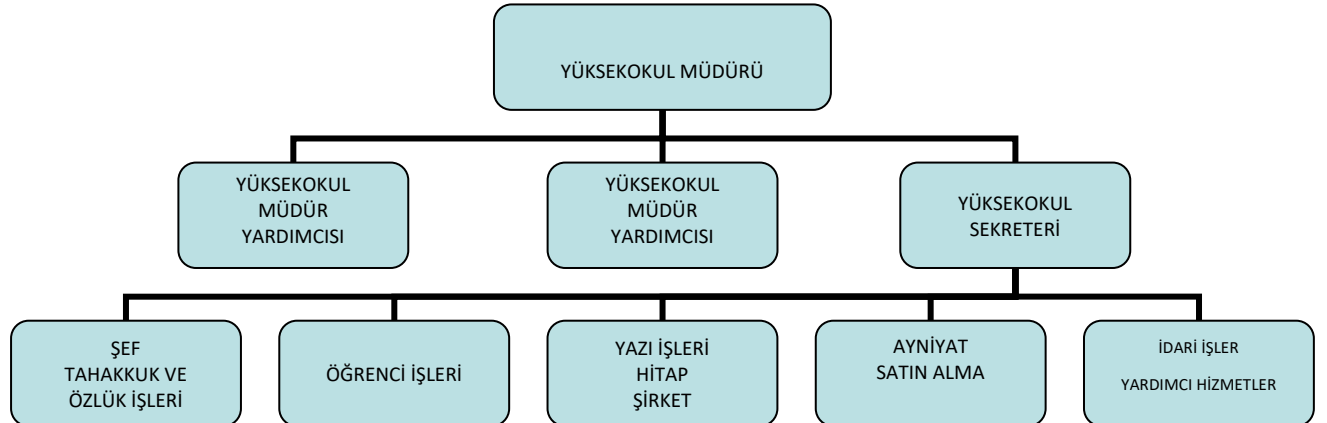 YÜKSEKOKUL MÜDÜRÜ
YÜKSEKOKUL
MÜDÜR
YARDIMCISI
YÜKSEKOKUL
MÜDÜR
YARDIMCISI
YÜKSEKOKUL
SEKRETERİ
ŞEF
TAHAKKUK VE
ÖZLÜK İŞLERİ
ÖĞRENCİ İŞLERİ
YAZI İŞLERİ
HİTAP
ŞİRKET
AYNİYAT
SATIN ALMA
İDARİ İŞLER
YARDIMCI HİZMETLER